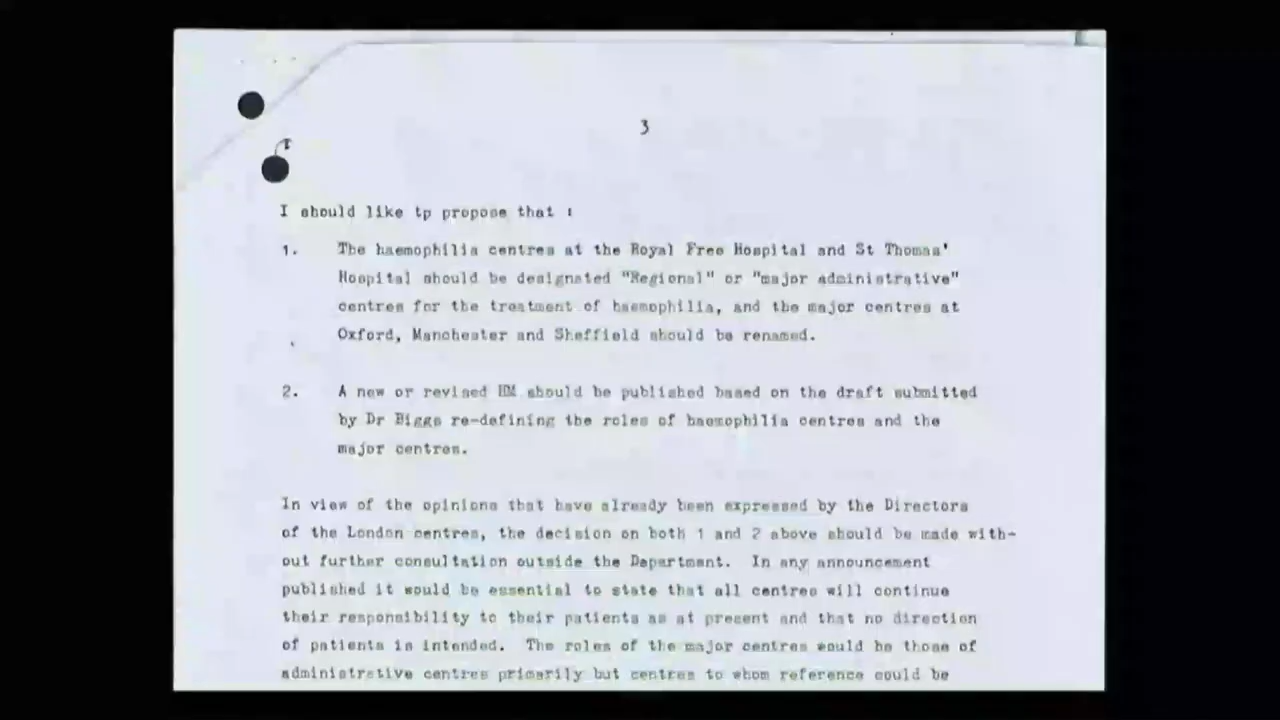 3
I should like tp propose that :
1. The haemophilia centres at the Royal Free Hospital and St Thomas'
Hospital should be designated "Regional" or "major administrative"
centres for the treatment of haemophilia, and the major centres at
Oxford, Manchester and Sheffield should be renamed.
2. A new or revised HM should be published based on the draft submitted
by Dr Biggs re-defining the roles of haemophilia centres and the
major centres.
In view of the opinions that have already been expressed by the Directors
of the London centres, the decision on both 1 and 2 above should be made with-
out further consultation outside the Department. In any announcement
published it would be essential to state that all centres will continue
their responsibility to their patients as at present and that no direction
of patients is intended. The roles of the major centres would be those of
administrative centres primarily but centres to whom reference could be